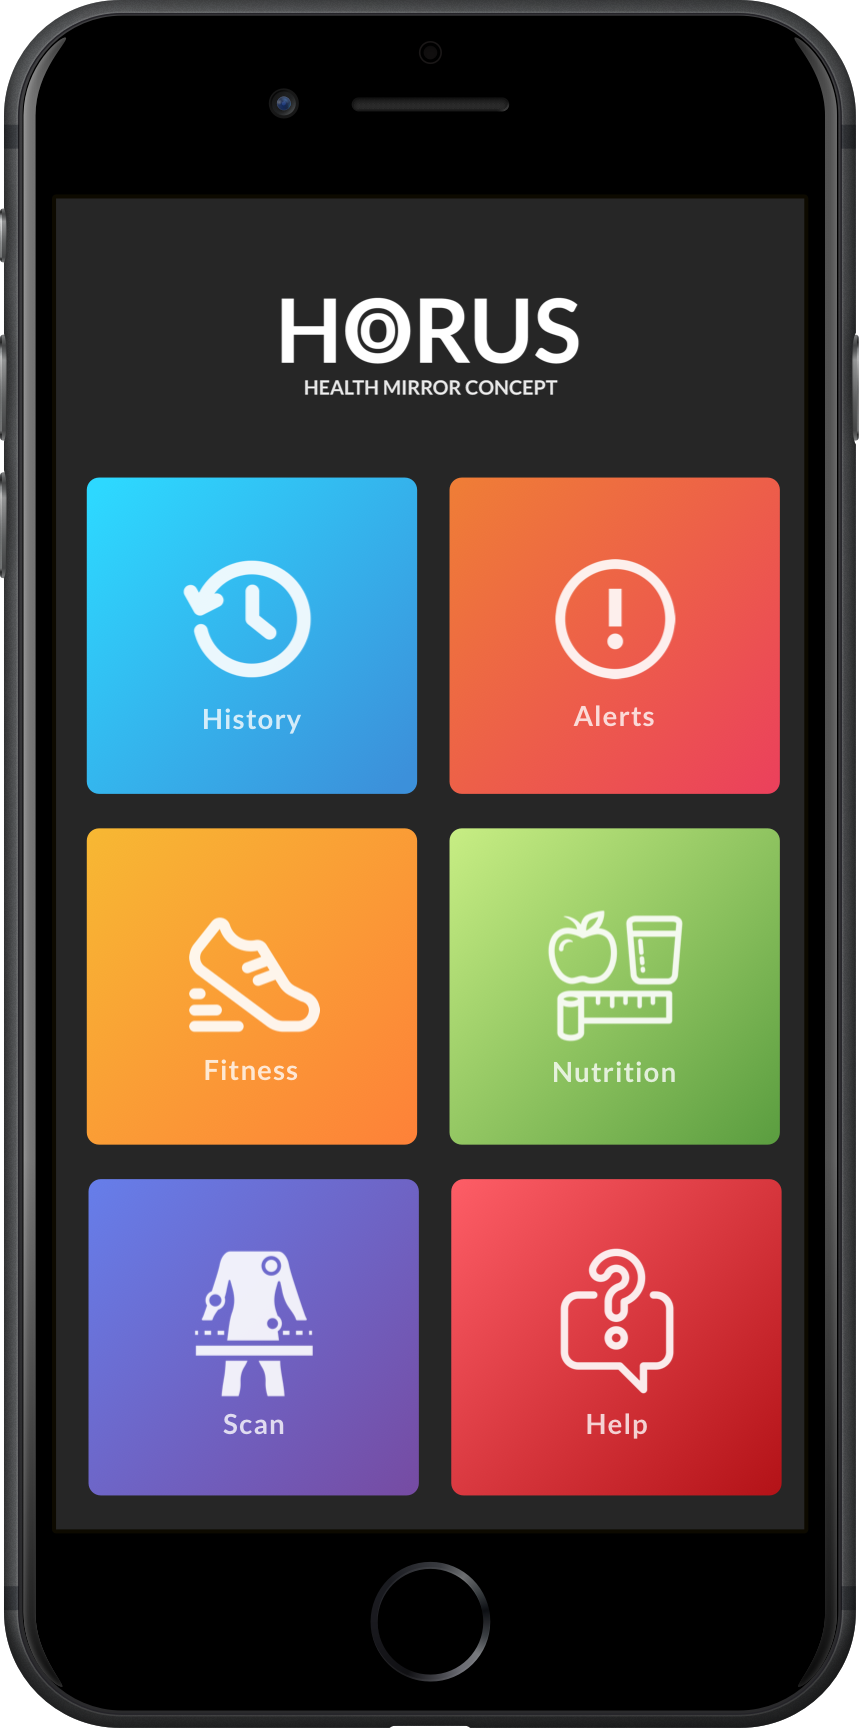 HORUS
HEALTH MIRROR CONCEPT
History
Alerts
Fitness
Nutrition
Scan
Help